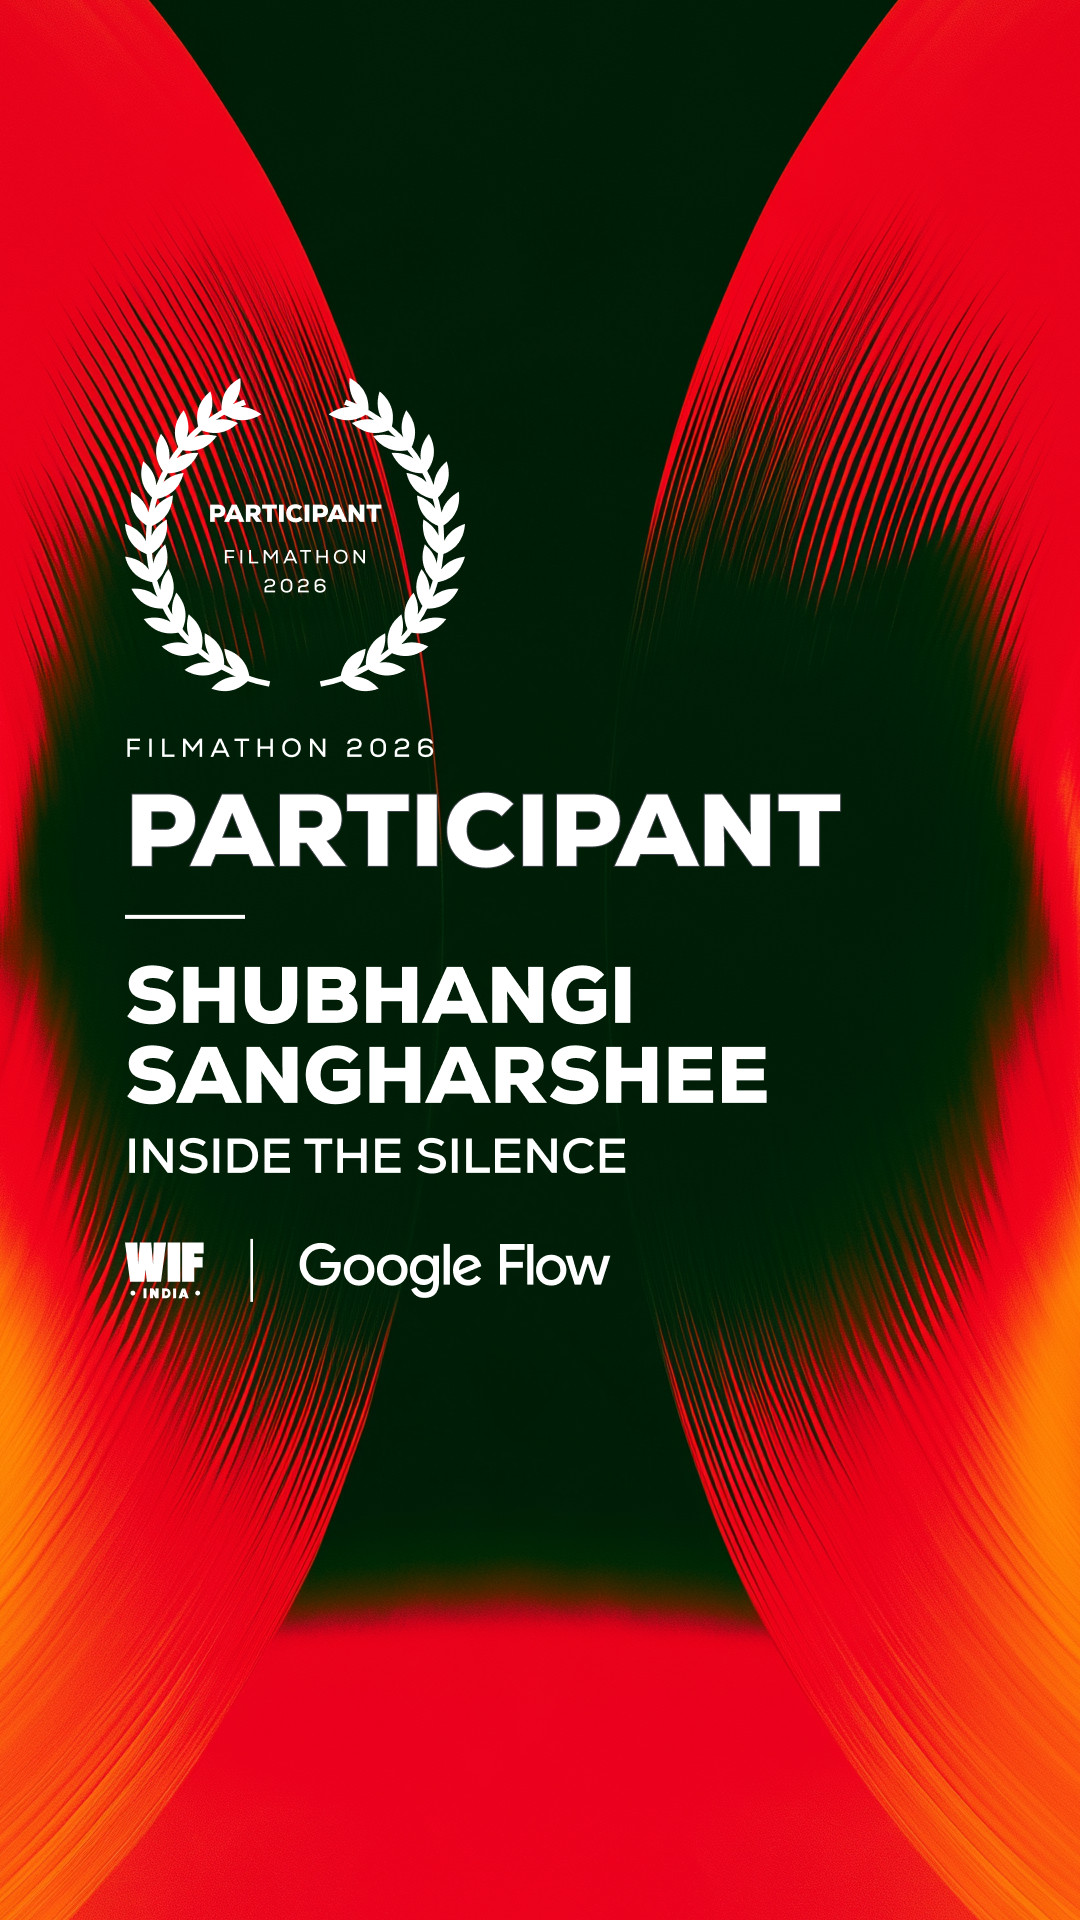 PARTICIPANT
FILMATHON
2026
FILMATHON 2026
PARTICIPANT
SHUBHANGI
SANGHARSHEE
INSIDE THE SILENCE
WIF
• INDIA •
Google Flow